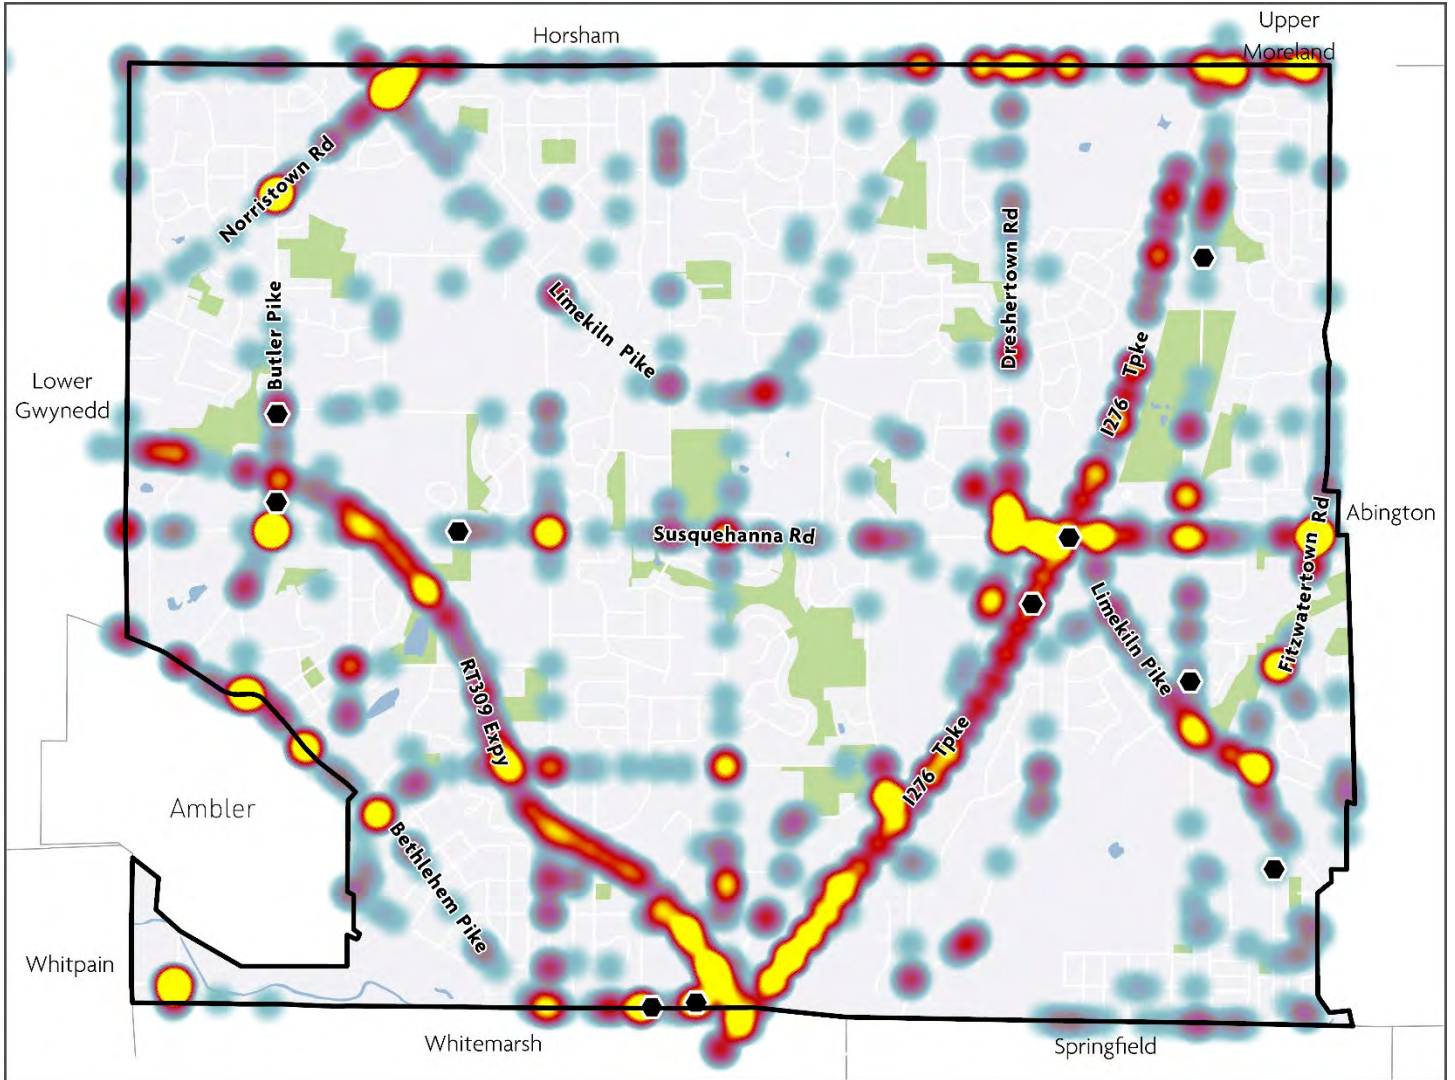 Horsham
Upper
Moreland
Norristown Rd
Butler Pike
Limekiln Pike
Dreshertown Rd
I276 Tpke
Lower
Gwynedd
Susquehanna Rd
Abington
Fitzwatertown Rd
Limekiln Pike
RT309 Expy
I276 Tpke
Ambler
Bethlehem Pike
Whitpain
Whitemarsh
Springfield